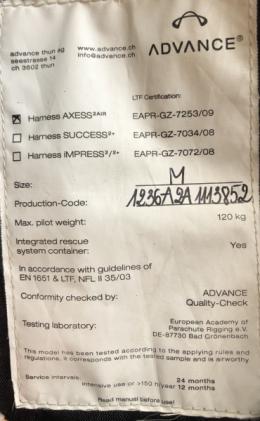 advance thun ag
seestrasse 14
ch 3602 thun
www.advance.ch
info@advance.ch
ADVANCE®
LTF Certification:
☒ Harness AXESS2AIR EAPR-GZ-7253/09
☐ Harness SUCCESS2+ EAPR-GZ-7034/08
☐ Harness IMPRESS2/2+ EAPR-GZ-7072/08
Size: M
Production-Code: 1236A2A1113852
Max. pilot weight: 120 kg
Integrated rescue
system container: Yes
In accordance with guidelines of
EN 1651 & LTF, NFL II 35/03
Conformity checked by: ADVANCE
Quality-Check
Testing laboratory: European Academy of
Parachute Rigging e.V.
DE-87730 Bad Grönenbach
This model has been tested according to the applying rules and
regulations, it corresponds with the tested sample and is airworthy
Service intervals: 24 months
intensive use or >150 h/year 12 months
Read manual before use!